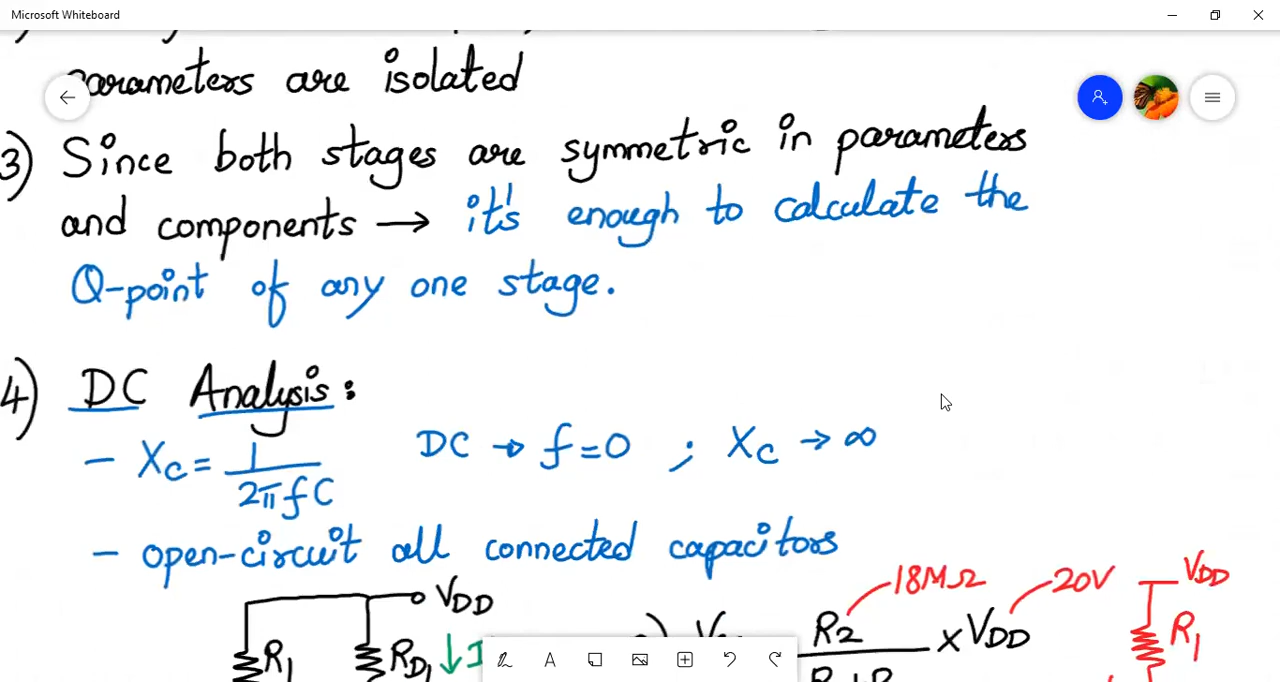 Microsoft Whiteboard
parameters are isolated
3) Since both stages are symmetric in parameters
and components → it's enough to calculate the
Q-point of any one stage.
4) DC Analysis:
- Xc = 1 / 2πfC DC → f=0 ; Xc → ∞
- open-circuit all connected capacitors
VDD
R1 RD1 ↓I
R2 x VDD
18MΩ 20V
VDD
R1